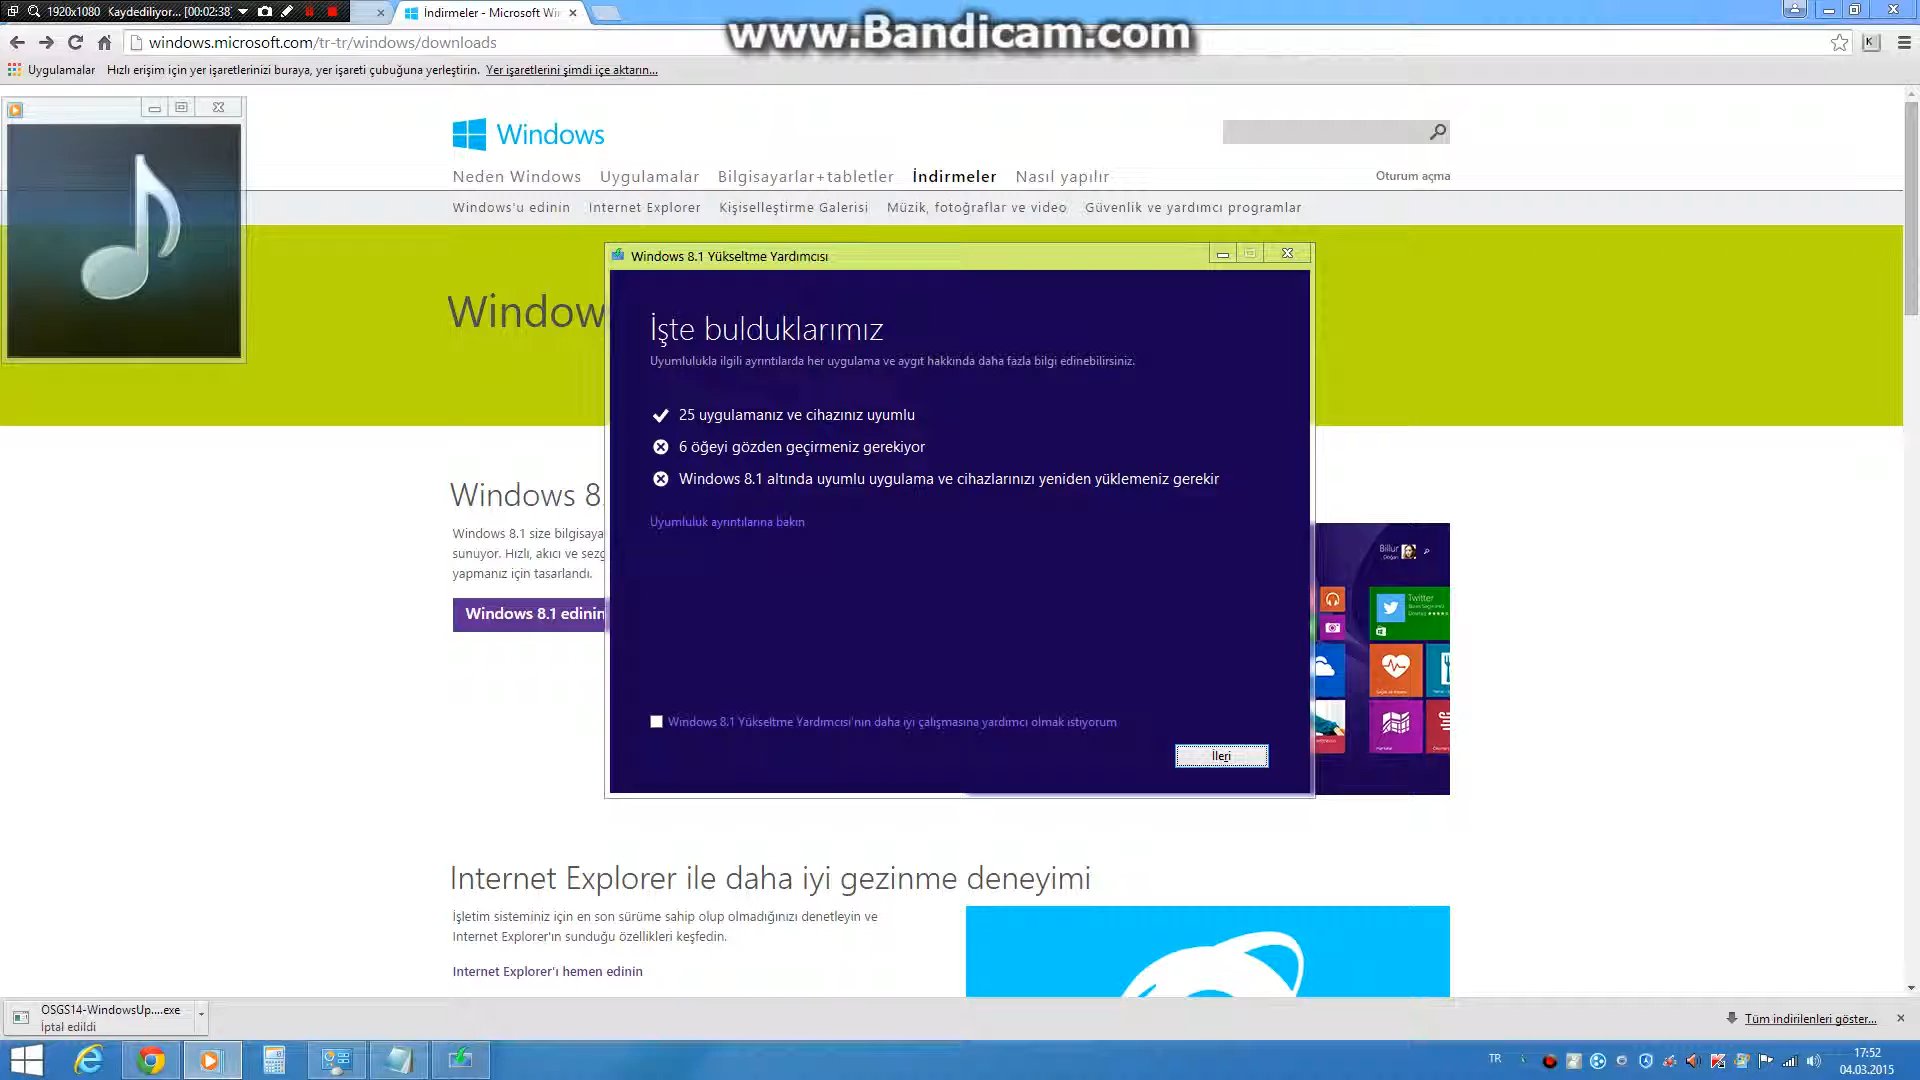 1920x1080 Kaydediliyor... [00:02:38]
İndirmeler - Microsoft Wi
www.Bandicam.com
windows.microsoft.com/tr-tr/windows/downloads
Uygulamalar Hızlı erişim için yer işaretlerinizi buraya, yer işareti çubuğuna yerleştirin. Yer işaretlerini şimdi içe aktarın...
Windows
Neden Windows Uygulamalar Bilgisayarlar+tabletler İndirmeler Nasıl yapılır Oturum açma
Windows'u edinin Internet Explorer Kişiselleştirme Galerisi Müzik, fotoğraflar ve video Güvenlik ve yardımcı programlar
Window
Windows 8.1 Yükseltme Yardımcısı
İşte bulduklarımız
Uyumlulukla ilgili ayrıntılarda her uygulama ve aygıt hakkında daha fazla bilgi edinebilirsiniz.
25 uygulamanız ve cihazınız uyumlu
6 öğeyi gözden geçirmeniz gerekiyor
Windows 8.1 altında uyumlu uygulama ve cihazlarınızı yeniden yüklemeniz gerekir
Uyumluluk ayrıntılarına bakın
Windows 8.1 Yükseltme Yardımcısı'nın daha iyi çalışmasına yardımcı olmak istiyorum
İleri
Windows 8.
Windows 8.1 size bilgisaya
sunuyor. Hızlı, akıcı ve sezg
yapmanız için tasarlandı.
Windows 8.1 edinin
Billur
Doğan
Twitter
Internet Explorer ile daha iyi gezinme deneyimi
İşletim sisteminiz için en son sürüme sahip olup olmadığınızı denetleyin ve
Internet Explorer'ın sunduğu özellikleri keşfedin.
Internet Explorer'ı hemen edinin
OSGS14-WindowsUp....exe
İptal edildi
Tüm indirilenleri göster...
TR
17:52
04.03.2015